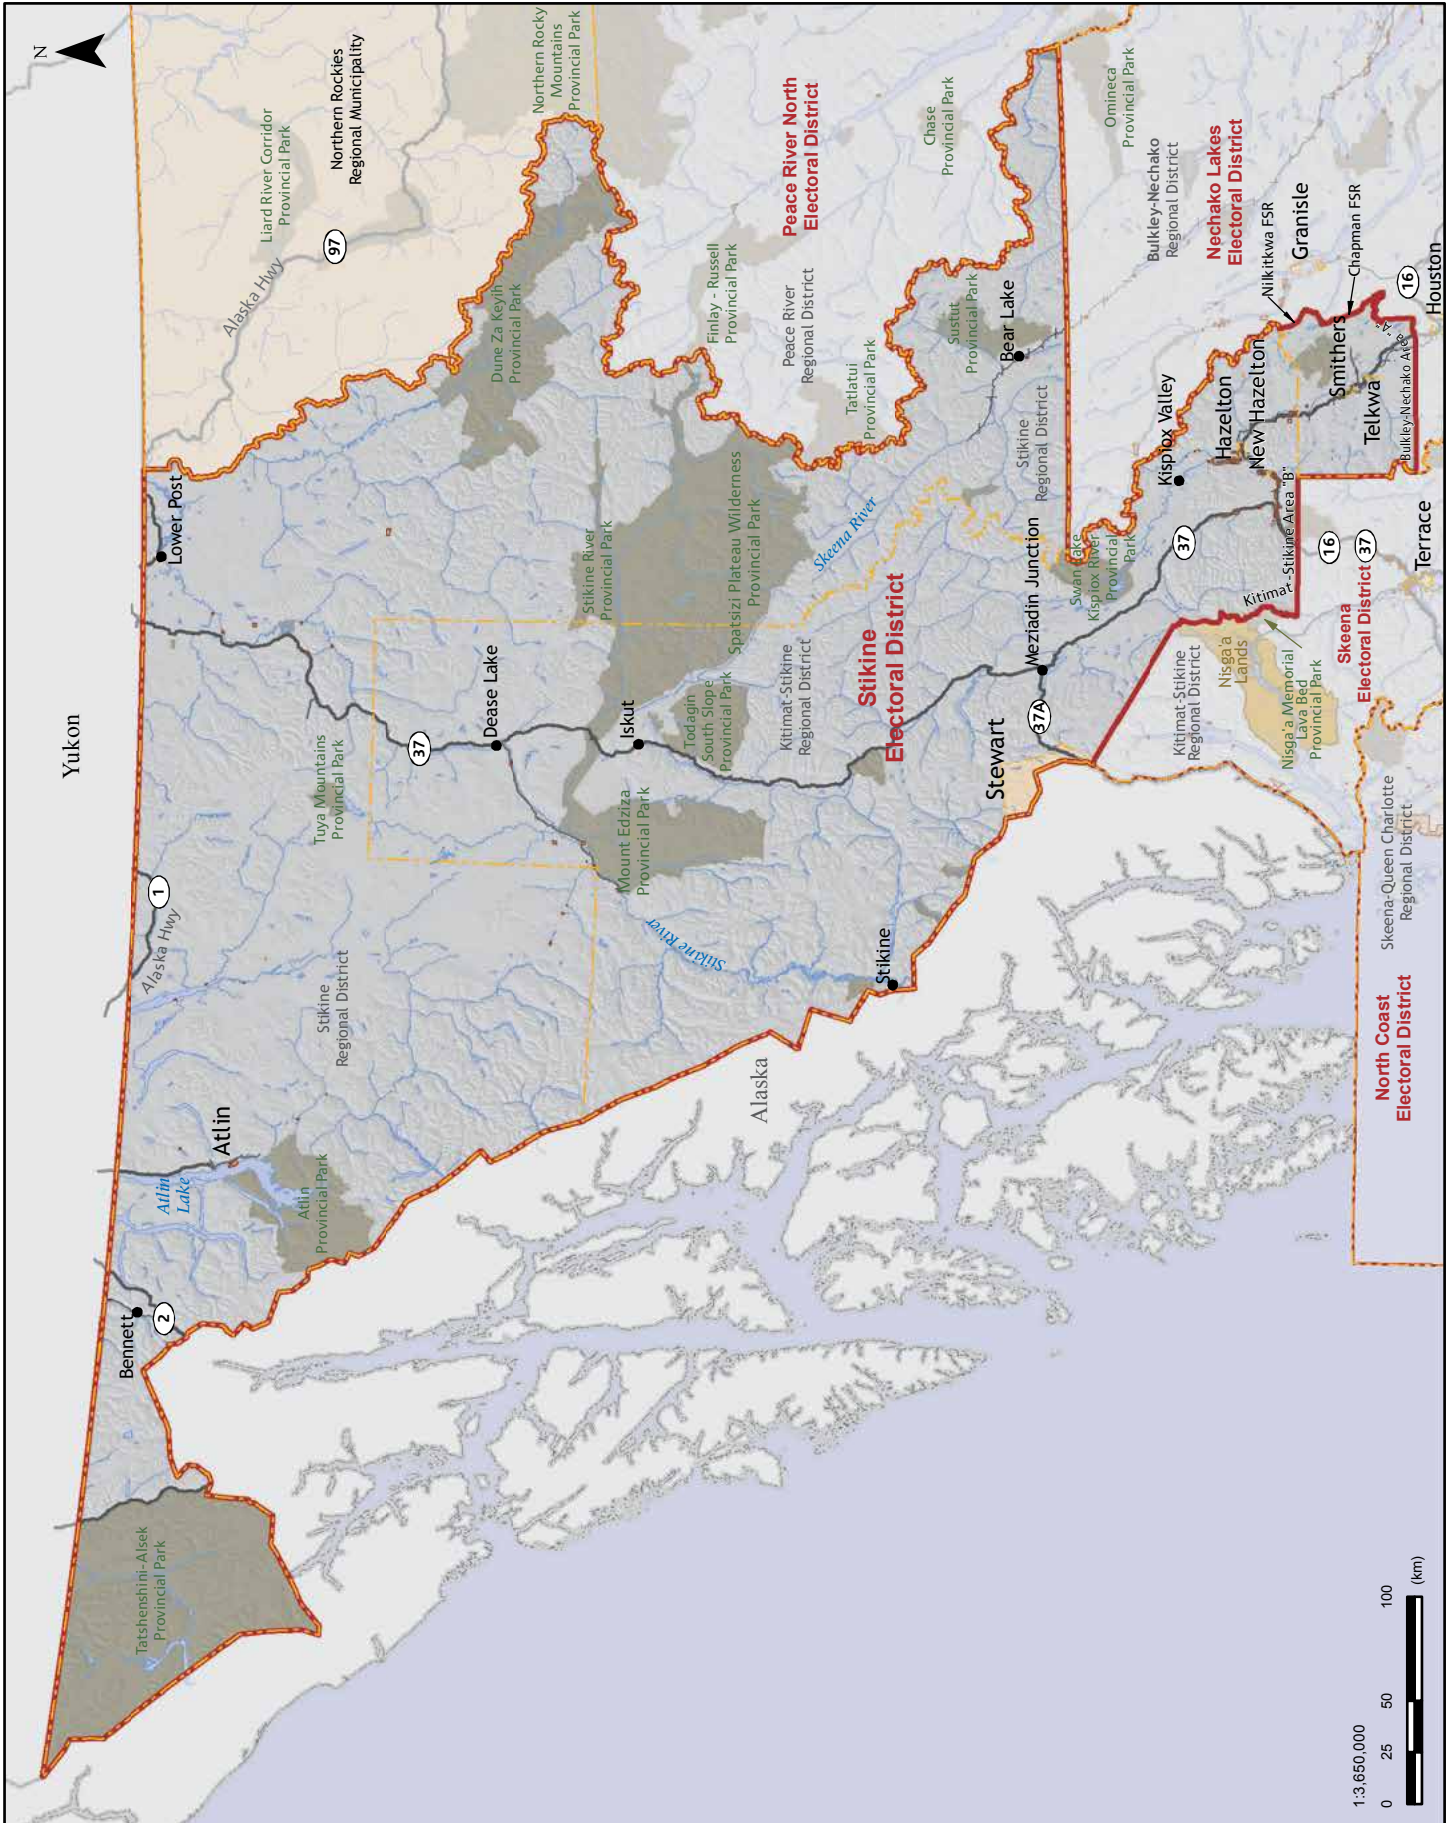 N
Yukon
Alaska
Tatshenshini-Alsek
Provincial Park
Bennett
2
Atlin
Lake
Atlin
Atlin
Provincial Park
Alaska Hwy
1
Stikine
Regional District
Tuya Mountains
Provincial Park
37
Dease Lake
Lower Post
Alaska Hwy
97
Liard River Corridor
Provincial Park
Northern Rockies
Regional Municipality
Northern Rocky
Mountains
Provincial Park
Dune Za Keyih
Provincial Park
Stikine River
Provincial Park
Iskut
Mount Edziza
Provincial Park
Stikine River
Stikine
Todagin
South Slope
Provincial Park
Spatsizi Plateau Wilderness
Provincial Park
Kitimat-Stikine
Regional District
Stikine
Electoral District
Skeena River
Finlay - Russell
Provincial Park
Peace River North
Electoral District
Peace River
Regional District
Tatlatui
Provincial Park
Chase
Provincial Park
Sustut
Provincial Park
Bear Lake
Stikine
Regional District
Omineca
Provincial Park
Bulkley-Nechako
Regional District
Nechako Lakes
Electoral District
Meziadin Junction
37A
Stewart
Swan Lake
Kispiox River
Provincial
Park
Kispiox Valley
37
Hazelton
New Hazelton
Nilkitkwa FSR
Granisle
Chapman FSR
Smithers
Telkwa
Bulkley-Nechako Area "A"
16
Houston
Kitimat-Stikine Area "B"
16
37
Terrace
Skeena
Electoral District
Kitimat-Stikine
Regional District
Nisga'a
Lands
Nisga'a Memorial
Lava Bed
Provincial Park
Skeena-Queen Charlotte
Regional District
North Coast
Electoral District
1:3,650,000
0
25
50
100
(km)